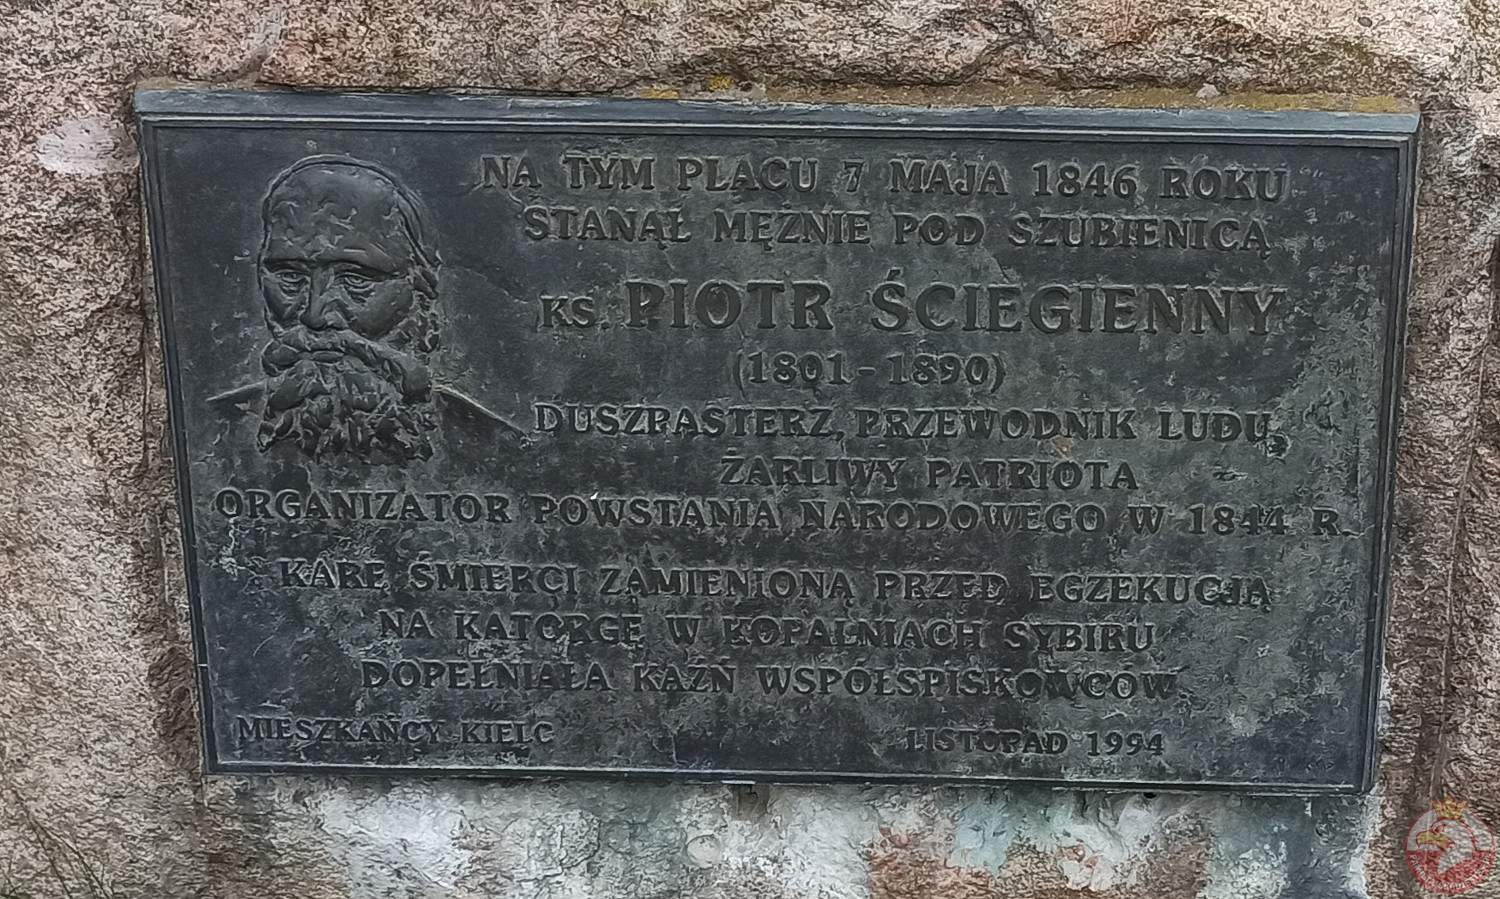 NA TYM PLACU 7 MAJA 1846 ROKU
STANĄŁ MĘŻNIE POD SZUBIENICĄ
KS. PIOTR ŚCIEGIENNY
(1801 - 1890)
DUSZPASTERZ, PRZEWODNIK LUDU,
ŻARLIWY PATRIOTA
ORGANIZATOR POWSTANIA NARODOWEGO W 1844 R.
KARĘ ŚMIERCI ZAMIENIONĄ PRZED EGZEKUCJĄ
NA KATORGĘ W KOPALNIACH SYBIRU
DOPEŁNIAŁA KAŹŃ WSPÓŁSPISKOWCÓW
MIESZKAŃCY KIELC LISTOPAD 1994